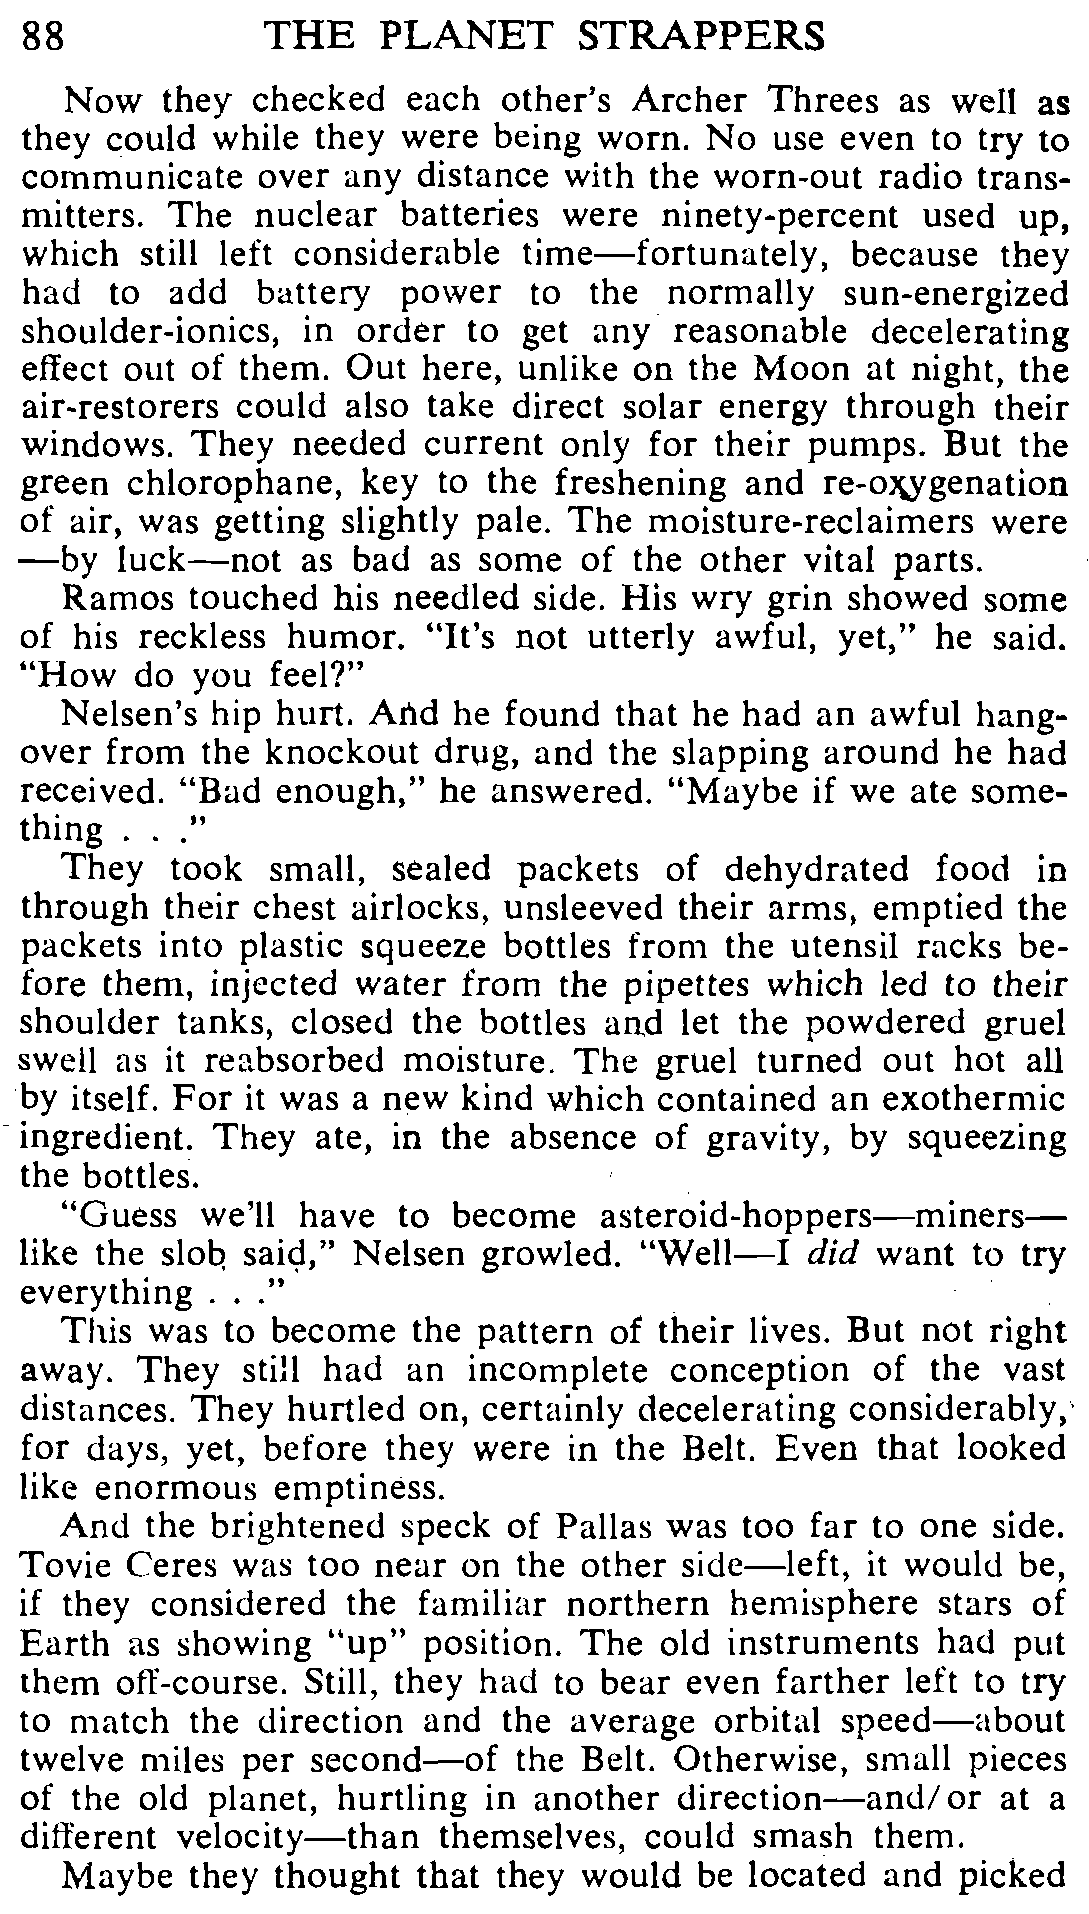 88 THE PLANET STRAPPERS
Now they checked each other's Archer Threes as well as
they could while they were being worn. No use even to try to
communicate over any distance with the worn-out radio trans-
mitters. The nuclear batteries were ninety-percent used up,
which still left considerable time—fortunately, because they
had to add battery power to the normally sun-energized
shoulder-ionics, in order to get any reasonable decelerating
effect out of them. Out here, unlike on the Moon at night, the
air-restorers could also take direct solar energy through their
windows. They needed current only for their pumps. But the
green chlorophane, key to the freshening and re-oxygenation
of air, was getting slightly pale. The moisture-reclaimers were
—by luck—not as bad as some of the other vital parts.
Ramos touched his needled side. His wry grin showed some
of his reckless humor. “It's not utterly awful, yet,” he said.
“How do you feel?”
Nelsen's hip hurt. And he found that he had an awful hang-
over from the knockout drug, and the slapping around he had
received. “Bad enough,” he answered. “Maybe if we ate some-
thing . . .”
They took small, sealed packets of dehydrated food in
through their chest airlocks, unsleeved their arms, emptied the
packets into plastic squeeze bottles from the utensil racks be-
fore them, injected water from the pipettes which led to their
shoulder tanks, closed the bottles and let the powdered gruel
swell as it reabsorbed moisture. The gruel turned out hot all
by itself. For it was a new kind which contained an exothermic
ingredient. They ate, in the absence of gravity, by squeezing
the bottles.
“Guess we'll have to become asteroid-hoppers—miners—
like the slob said,” Nelsen growled. “Well—I did want to try
everything . . .”
This was to become the pattern of their lives. But not right
away. They still had an incomplete conception of the vast
distances. They hurtled on, certainly decelerating considerably,
for days, yet, before they were in the Belt. Even that looked
like enormous emptiness.
And the brightened speck of Pallas was too far to one side.
Tovie Ceres was too near on the other side—left, it would be,
if they considered the familiar northern hemisphere stars of
Earth as showing “up” position. The old instruments had put
them off-course. Still, they had to bear even farther left to try
to match the direction and the average orbital speed—about
twelve miles per second—of the Belt. Otherwise, small pieces
of the old planet, hurtling in another direction—and/or at a
different velocity—than themselves, could smash them.
Maybe they thought that they would be located and picked